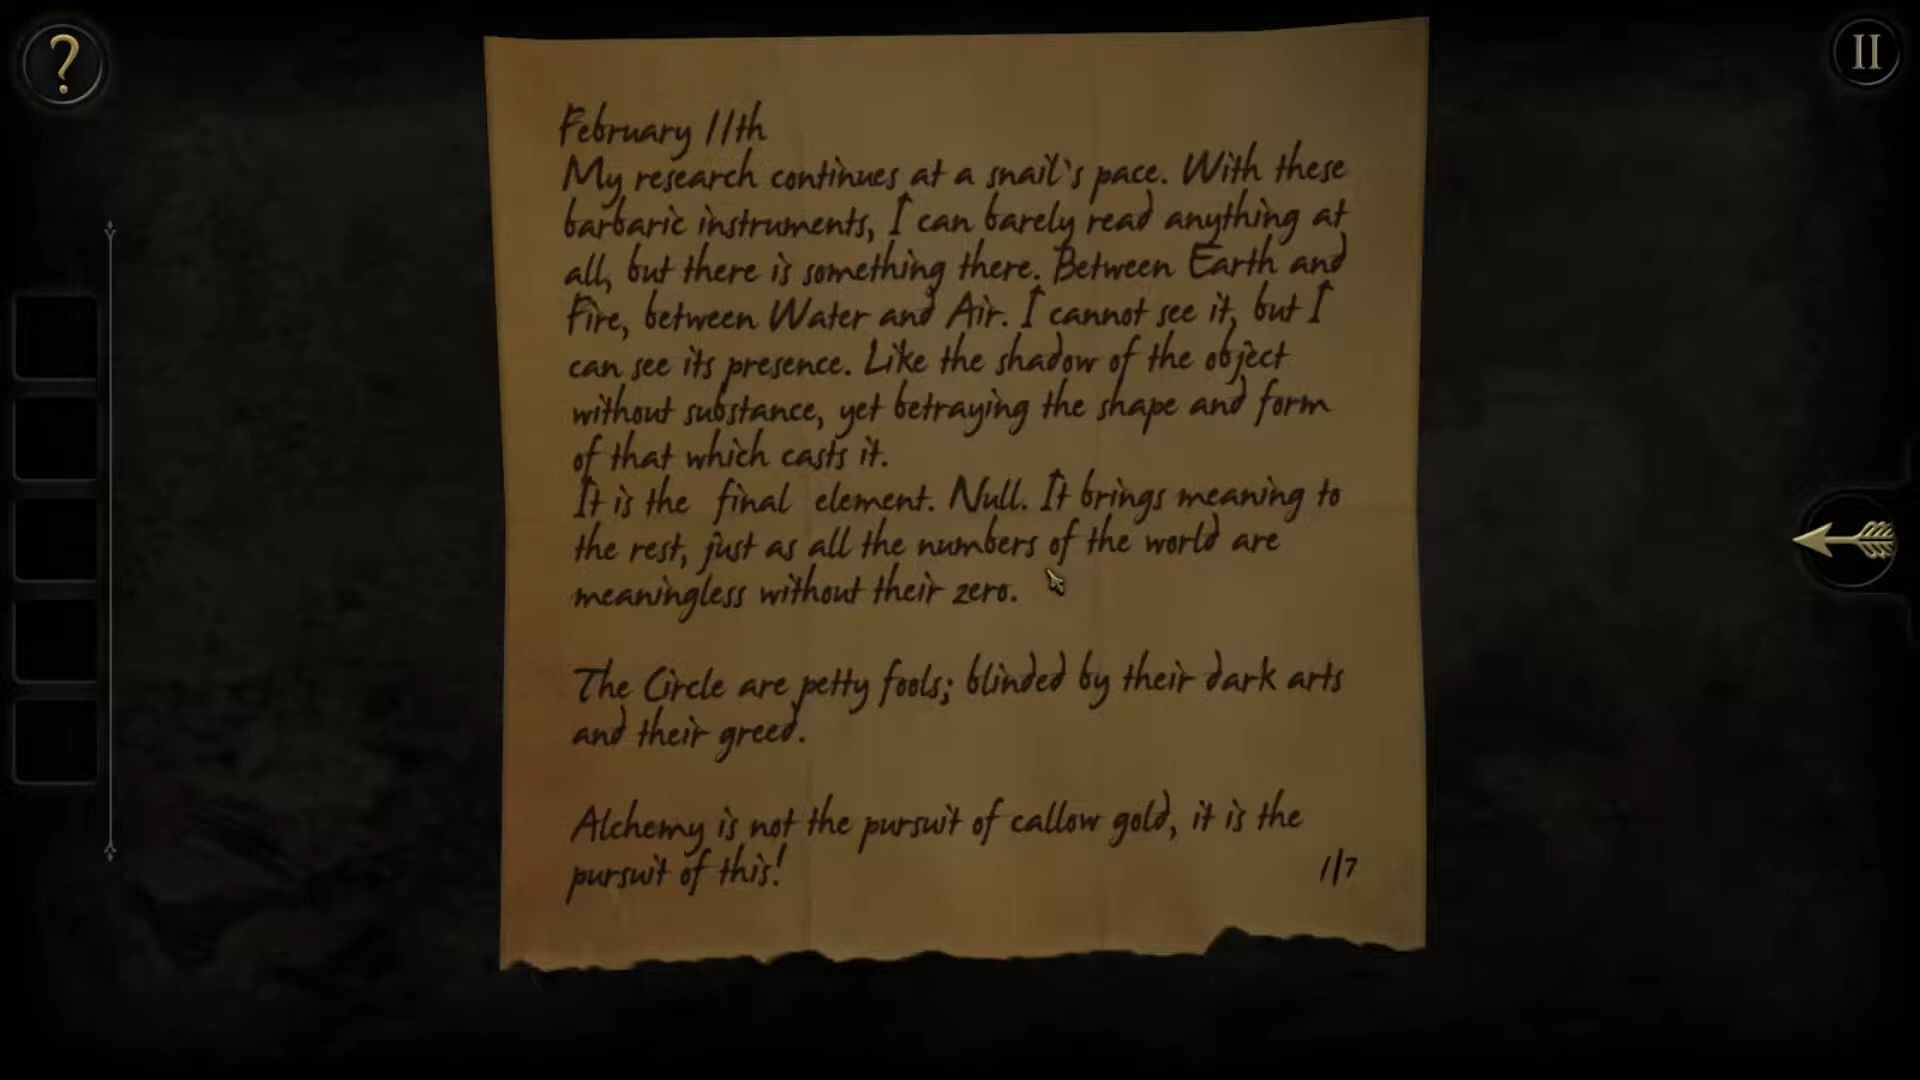 ?
II
February 11th
My research continues at a snail's pace. With these
barbaric instruments, I can barely read anything at
all, but there is something there. Between Earth and
Fire, between Water and Air. I cannot see it, but I
can see its presence. Like the shadow of the object
without substance, yet betraying the shape and form
of that which casts it.
It is the final element. Null. It brings meaning to
the rest, just as all the numbers of the world are
meaningless without their zero.
The Circle are petty fools; blinded by their dark arts
and their greed.
Alchemy is not the pursuit of callow gold, it is the
pursuit of this!
1/7